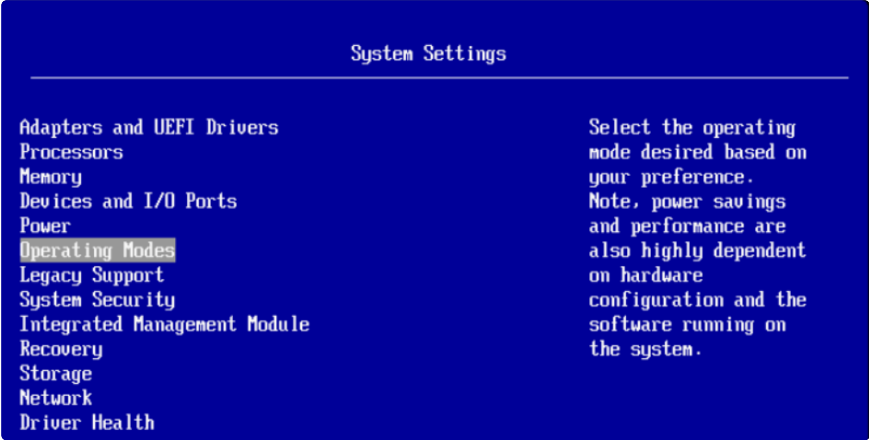 System Settings
Adapters and UEFI Drivers
Processors
Memory
Devices and I/O Ports
Power
Operating Modes
Legacy Support
System Security
Integrated Management Module
Recovery
Storage
Network
Driver Health
Select the operating
mode desired based on
your preference.
Note, power savings
and performance are
also highly dependent
on hardware
configuration and the
software running on
the system.